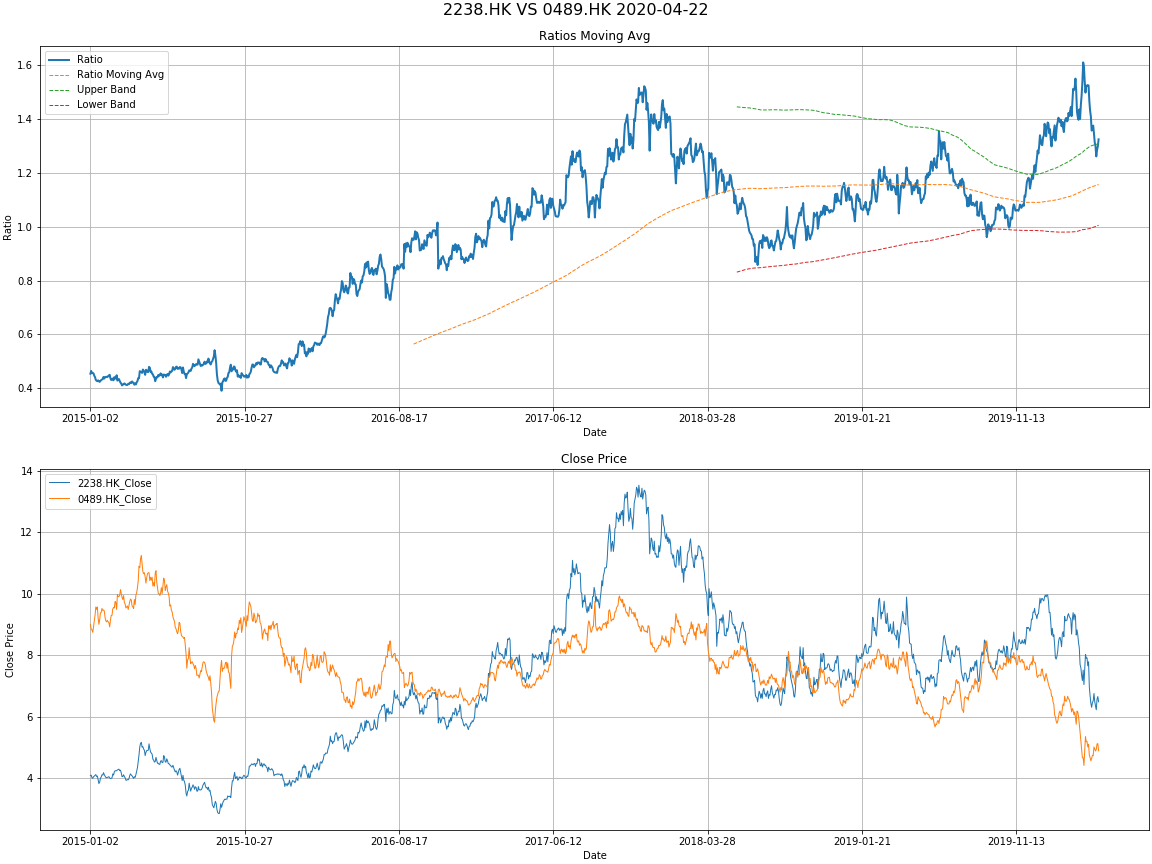 2238.HK VS 0489.HK 2020-04-22
Ratios Moving Avg
Ratio
Ratio Moving Avg
Upper Band
Lower Band
1.6
1.4
1.2
1.0
0.8
0.6
0.4
Ratio
2015-01-02 2015-10-27 2016-08-17 2017-06-12 2018-03-28 2019-01-21 2019-11-13
Date
Close Price
2238.HK_Close
0489.HK_Close
14
12
10
8
6
4
Close Price
2015-01-02 2015-10-27 2016-08-17 2017-06-12 2018-03-28 2019-01-21 2019-11-13
Date